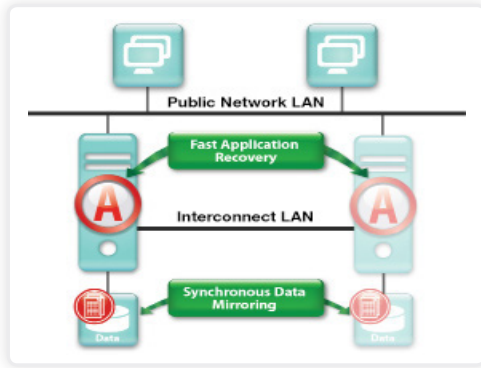 Public Network LAN
Fast Application
Recovery
A
A
Interconnect LAN
Synchronous Data
Mirroring
Data
Data